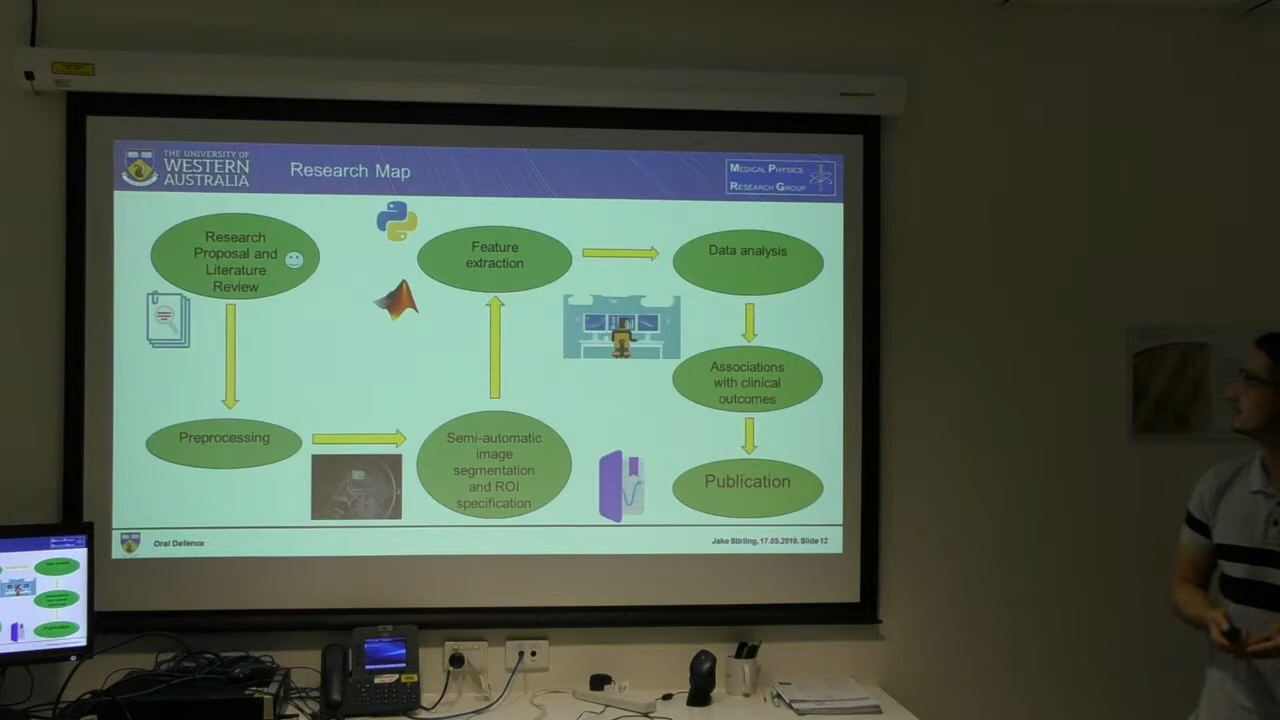 THE UNIVERSITY OF
WESTERN
AUSTRALIA
Research Map
MEDICAL PHYSICS
RESEARCH GROUP
Research
Proposal and
Literature
Review
Feature
extraction
Data analysis
Associations
with clinical
outcomes
Preprocessing
Semi-automatic
image
segmentation
and ROI
specification
Publication
Oral Defence
Jake Stirling, 17.05.2019, Slide 12